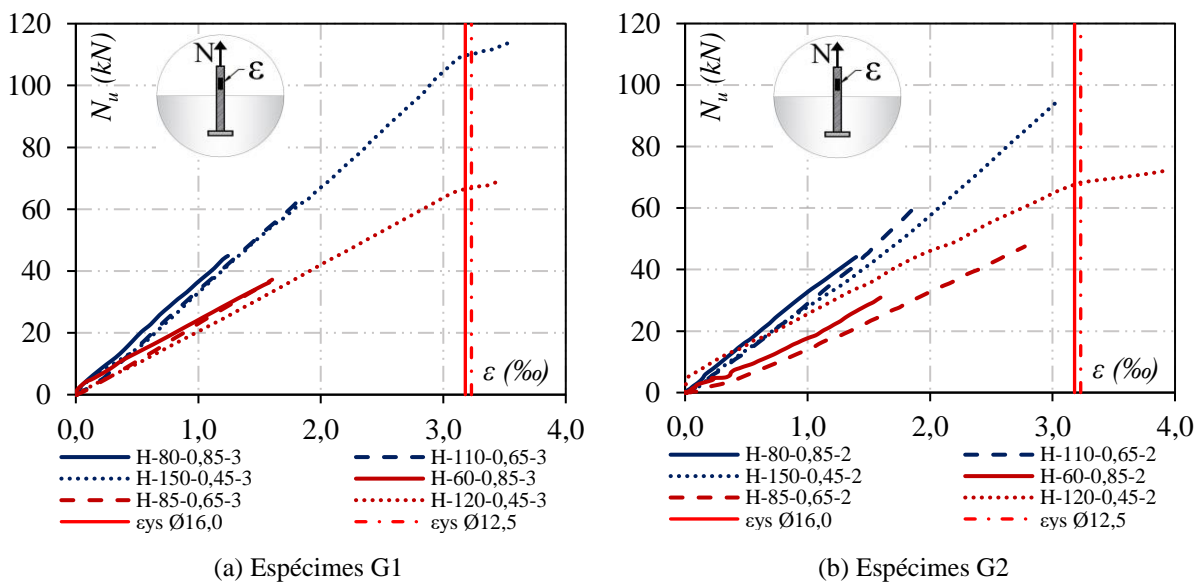 120
100
80
60
40
20
0
N_u (kN)
N
ε
ε (‰)
0,0 1,0 2,0 3,0 4,0
H-80-0,85-3 H-110-0,65-3
H-150-0,45-3 H-60-0,85-3
H-85-0,65-3 H-120-0,45-3
εys Ø16,0 εys Ø12,5
(a) Espécimes G1
120
100
80
60
40
20
0
N_u (kN)
N
ε
ε (‰)
0,0 1,0 2,0 3,0 4,0
H-80-0,85-2 H-110-0,65-2
H-150-0,45-2 H-60-0,85-2
H-85-0,65-2 H-120-0,45-2
εys Ø16,0 εys Ø12,5
(b) Espécimes G2